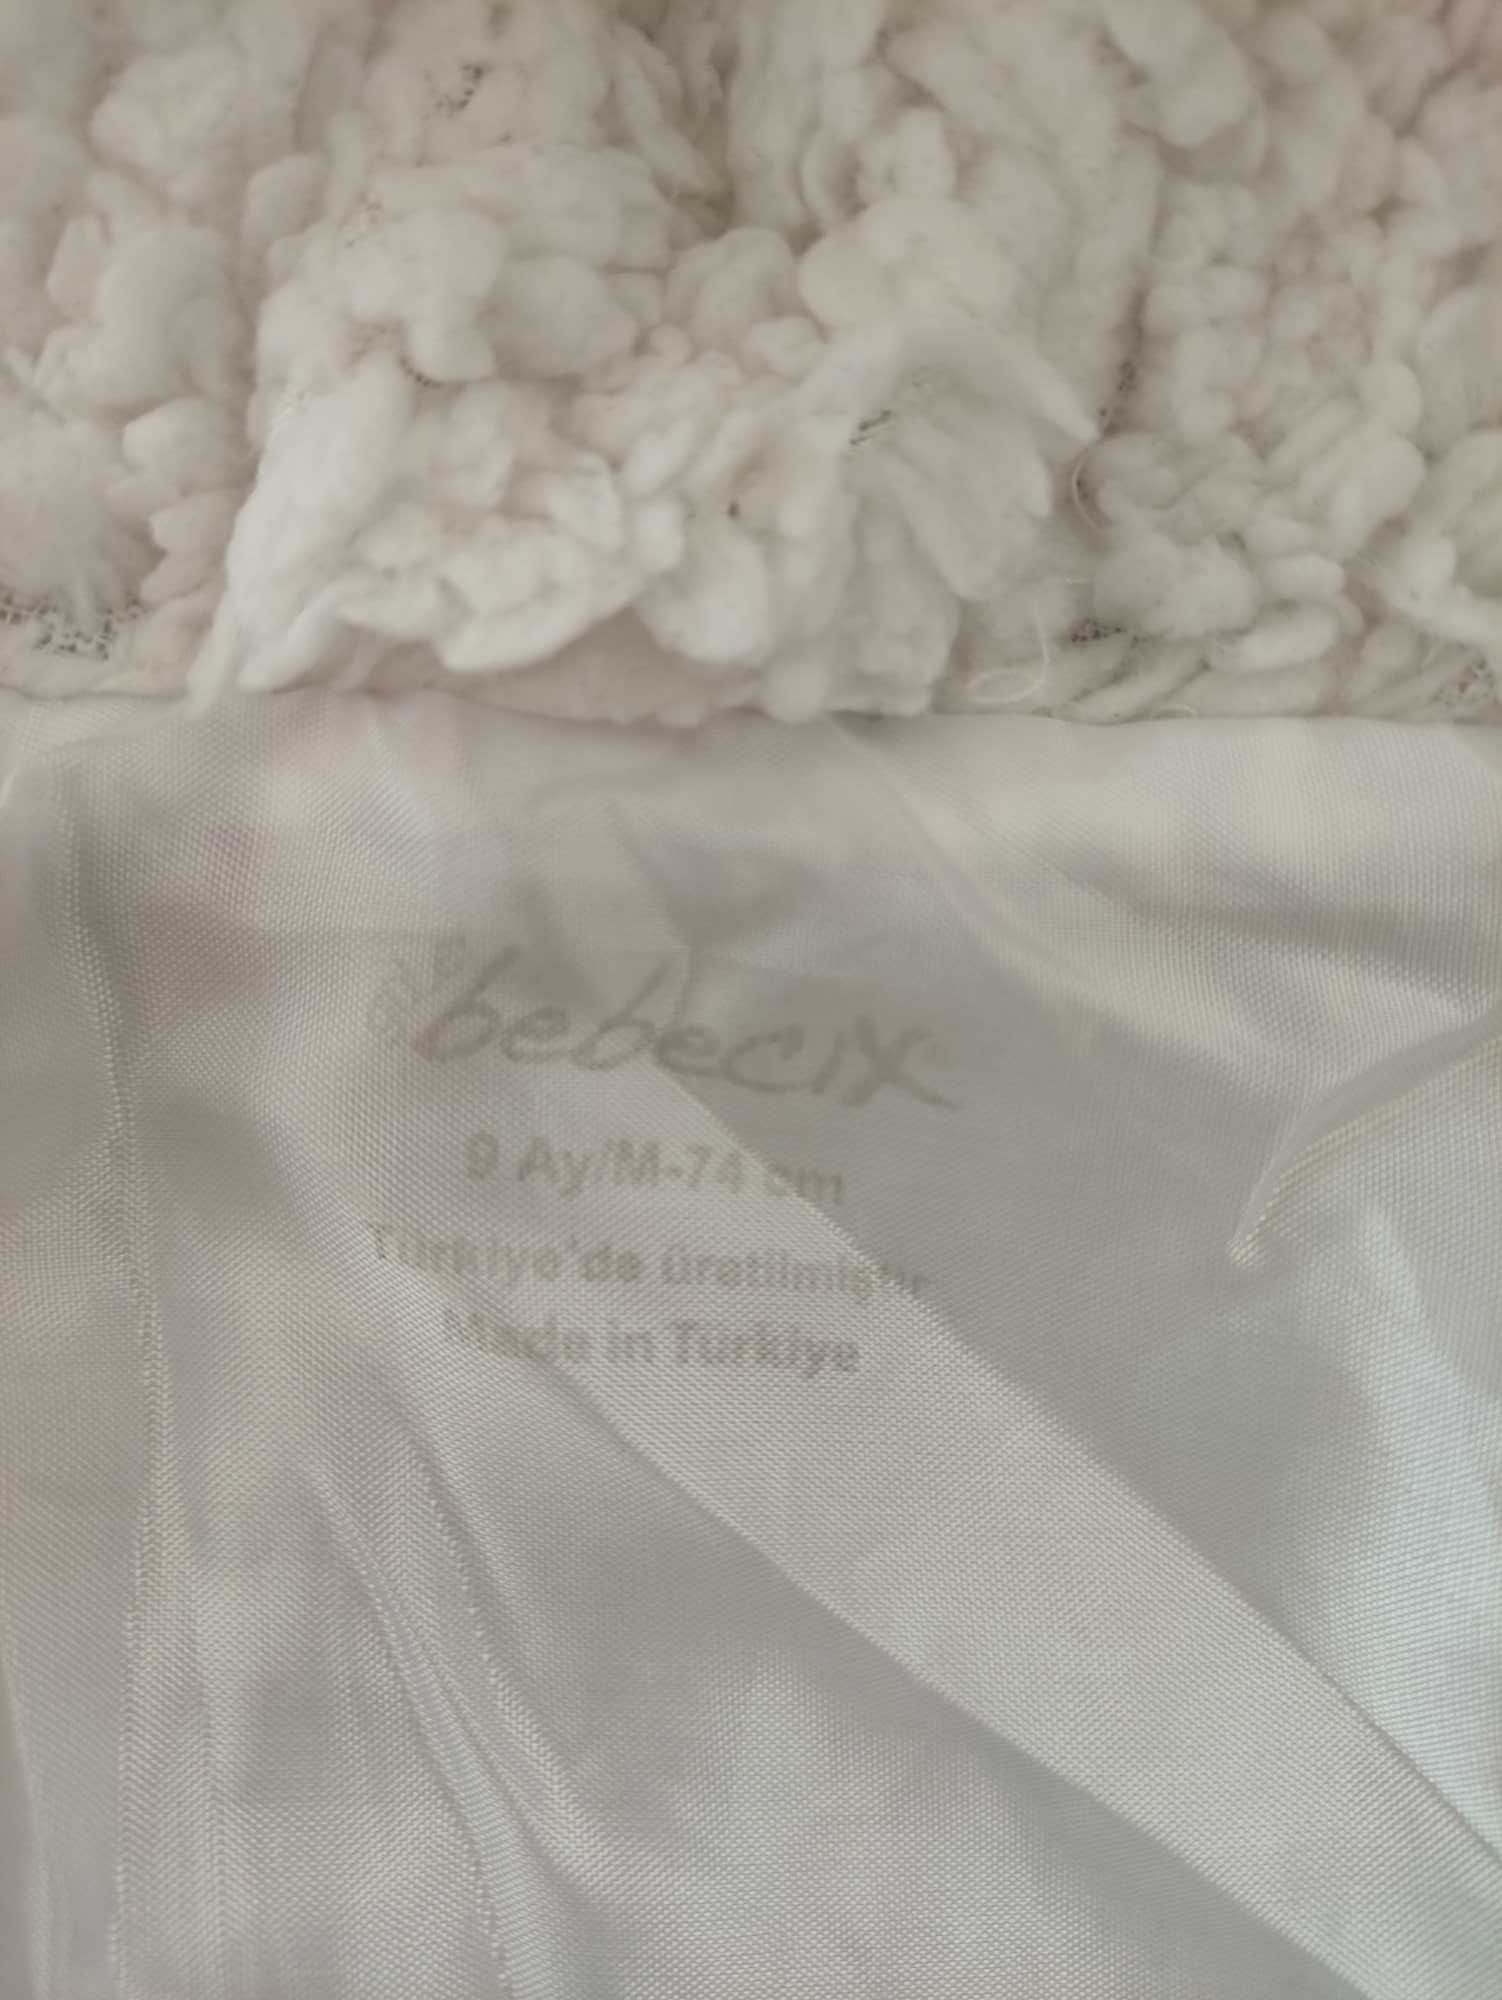 bebecix
9 Ay/M-74 cm
Türkiye'de üretilmiştir
Made in Türkiye